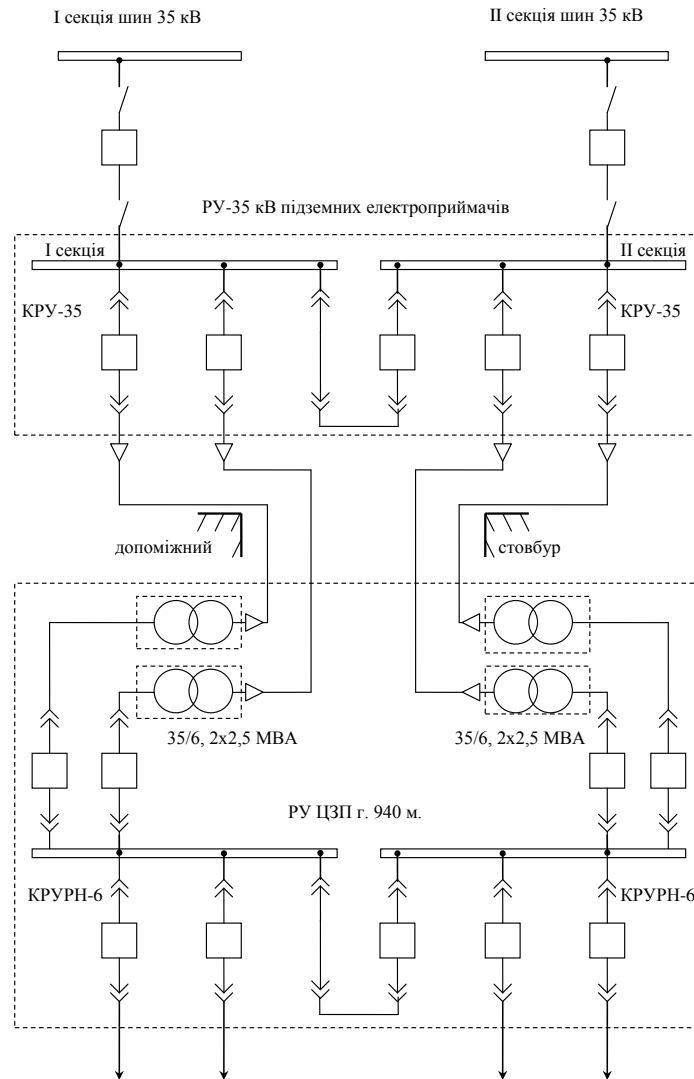 І секція шин 35 кВ
ІІ секція шин 35 кВ
РУ-35 кВ підземних електроприймачів
І секція
ІІ секція
КРУ-35
КРУ-35
допоміжний
стовбур
35/6, 2х2,5 МВА
35/6, 2х2,5 МВА
РУ ЦЗП г. 940 м.
КРУРН-6
КРУРН-6